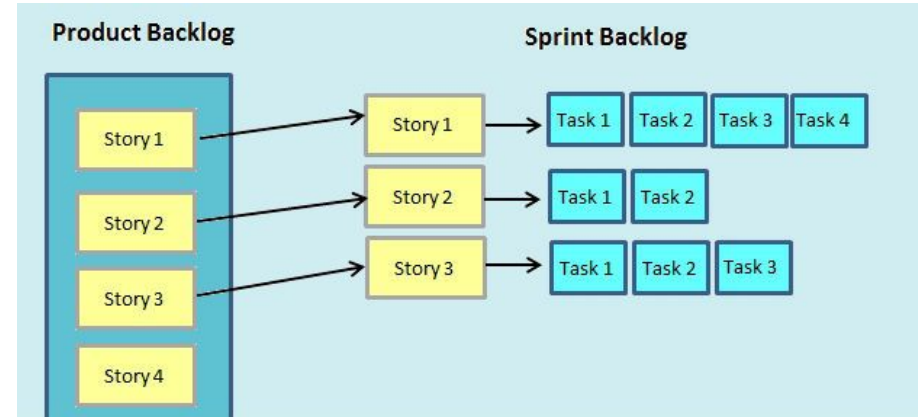 Product Backlog
Sprint Backlog
Story 1
Story 1
Task 1
Task 2
Task 3
Task 4
Story 2
Story 2
Task 1
Task 2
Story 3
Story 3
Task 1
Task 2
Task 3
Story 4